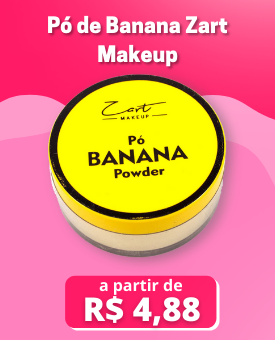 Pó de Banana Zart
Makeup
Zart
MAKEUP
Pó
BANANA
Powder
a partir de
R$ 4,88